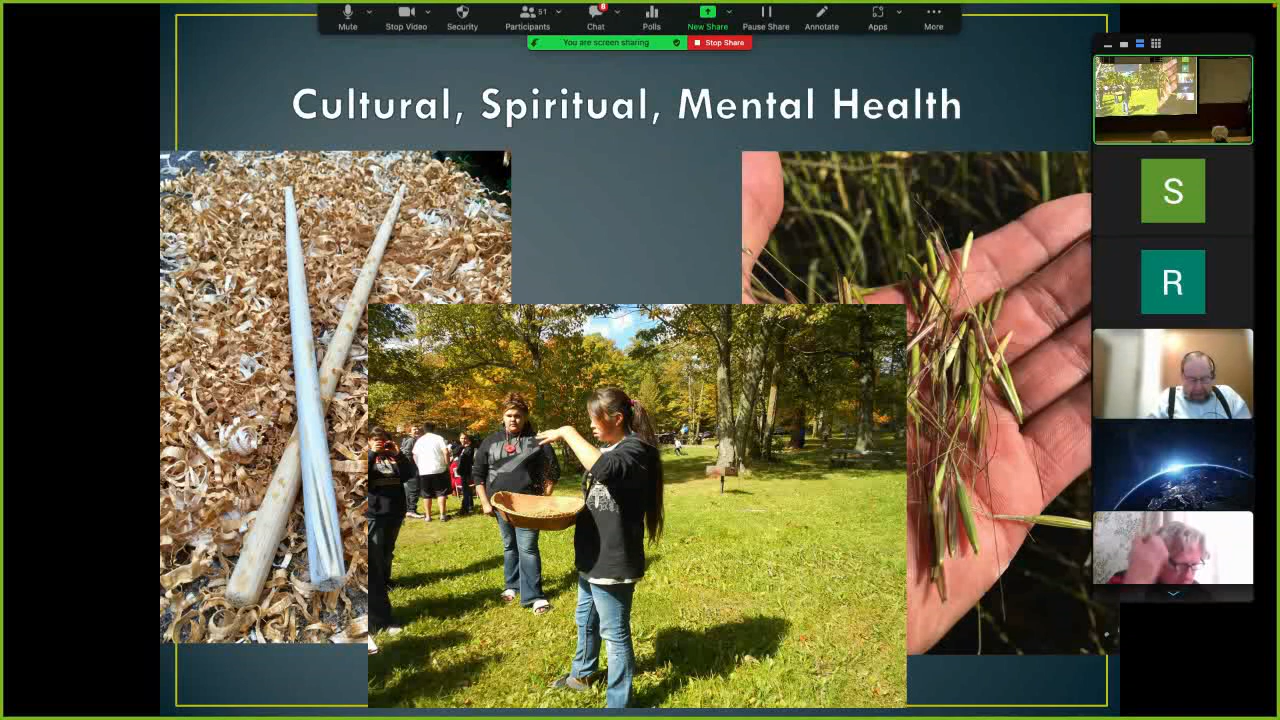 Mute
Stop Video
Security
Participants
51
Chat
8
Polls
New Share
Pause Share
Annotate
Apps
More
You are screen sharing
Stop Share
Cultural, Spiritual, Mental Health
S
R